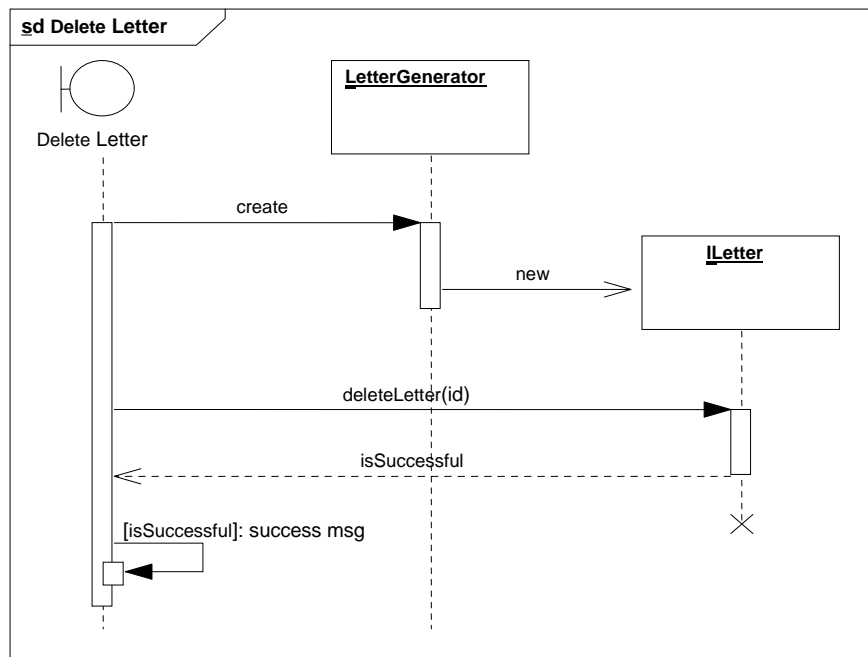 sd Delete Letter
LetterGenerator
Delete Letter
create
ILetter
new
deleteLetter(id)
isSuccessful
[isSuccessful]: success msg